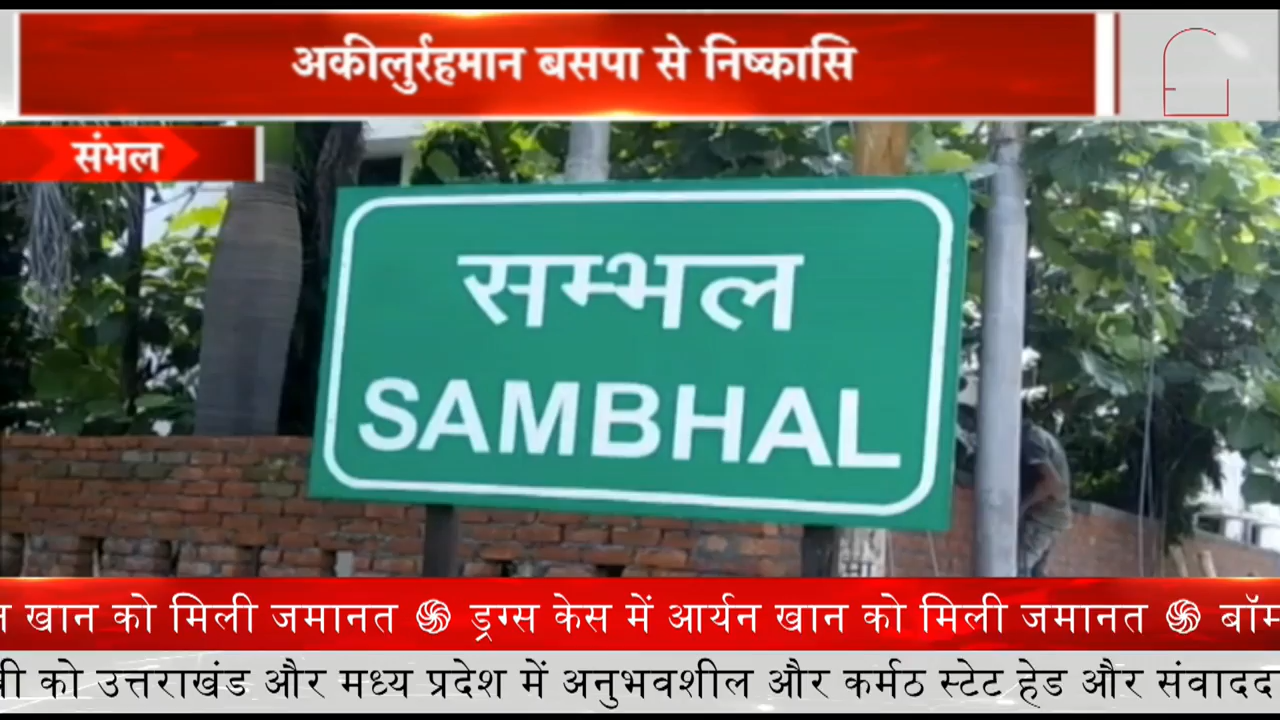 अकीलुर्रहमान बसपा से निष्कासि
संभल
सम्भल
SAMBHAL
खान को मिली जमानत ֍ ड्रग्स केस में आर्यन खान को मिली जमानत ֍
को उत्तराखंड और मध्य प्रदेश में अनुभवशील और कर्मठ स्टेट हेड और